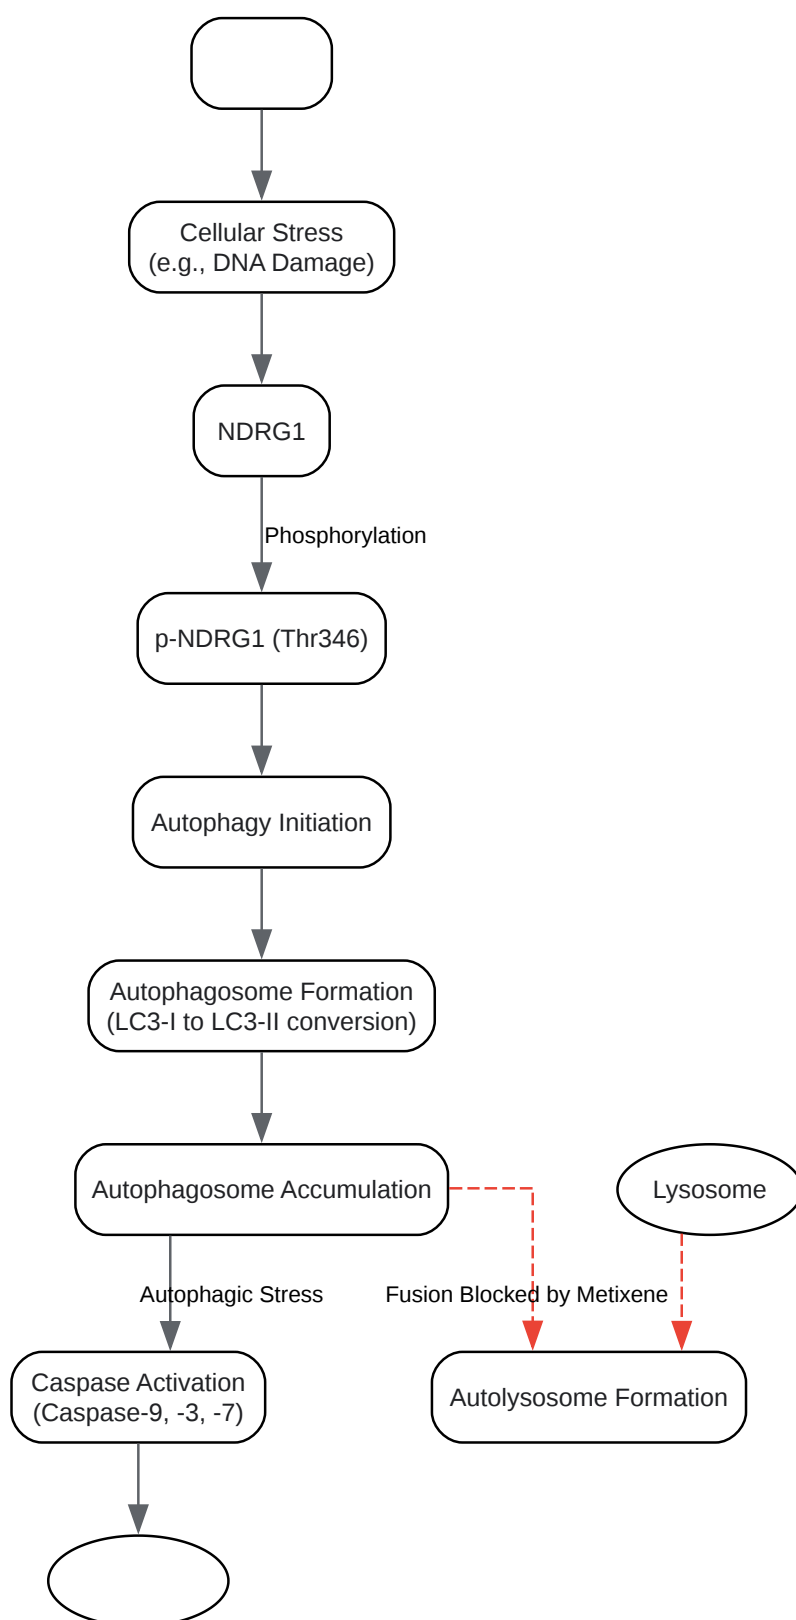 Cellular Stress
(e.g., DNA Damage)
NDRG1
Phosphorylation
p-NDRG1 (Thr346)
Autophagy Initiation
Autophagosome Formation
(LC3-I to LC3-II conversion)
Autophagosome Accumulation
Lysosome
Autophagic Stress
Fusion Blocked by Metixene
Caspase Activation
(Caspase-9, -3, -7)
Autolysosome Formation